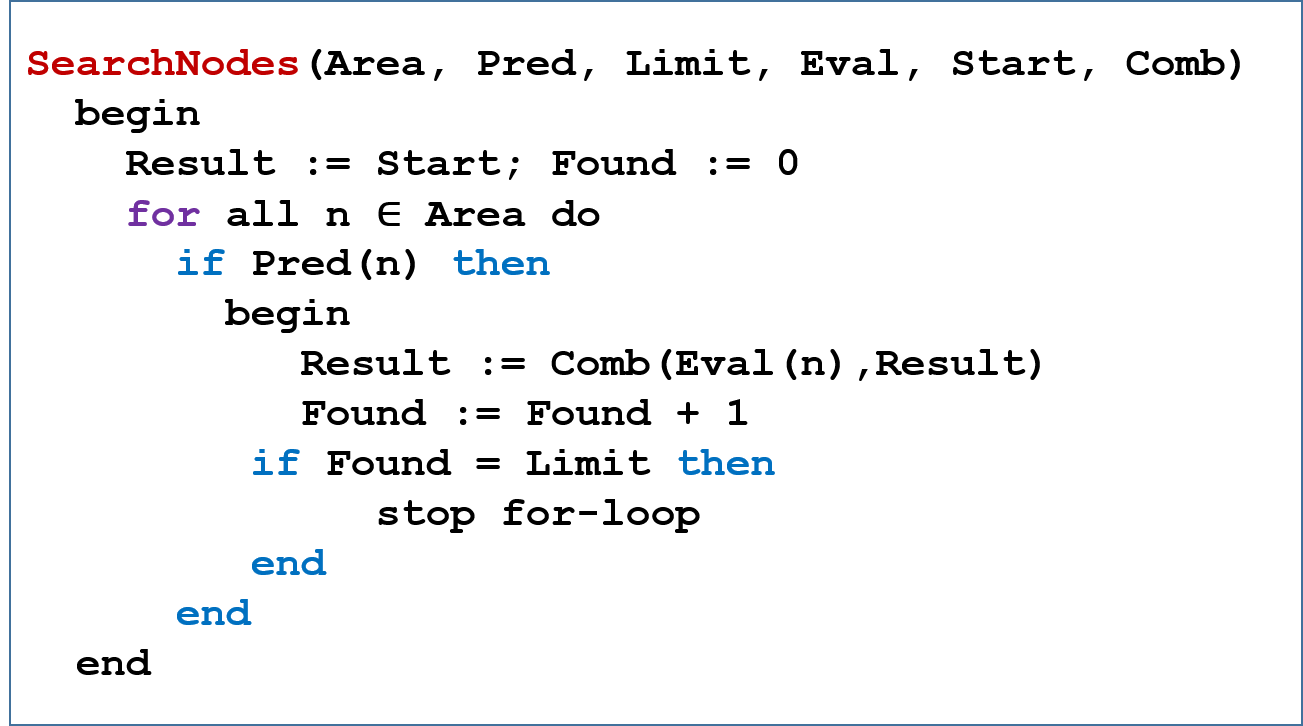 SearchNodes(Area, Pred, Limit, Eval, Start, Comb)
begin
Result := Start; Found := 0
for all n ∈ Area do
if Pred(n) then
begin
Result := Comb(Eval(n),Result)
Found := Found + 1
if Found = Limit then
stop for-loop
end
end
end